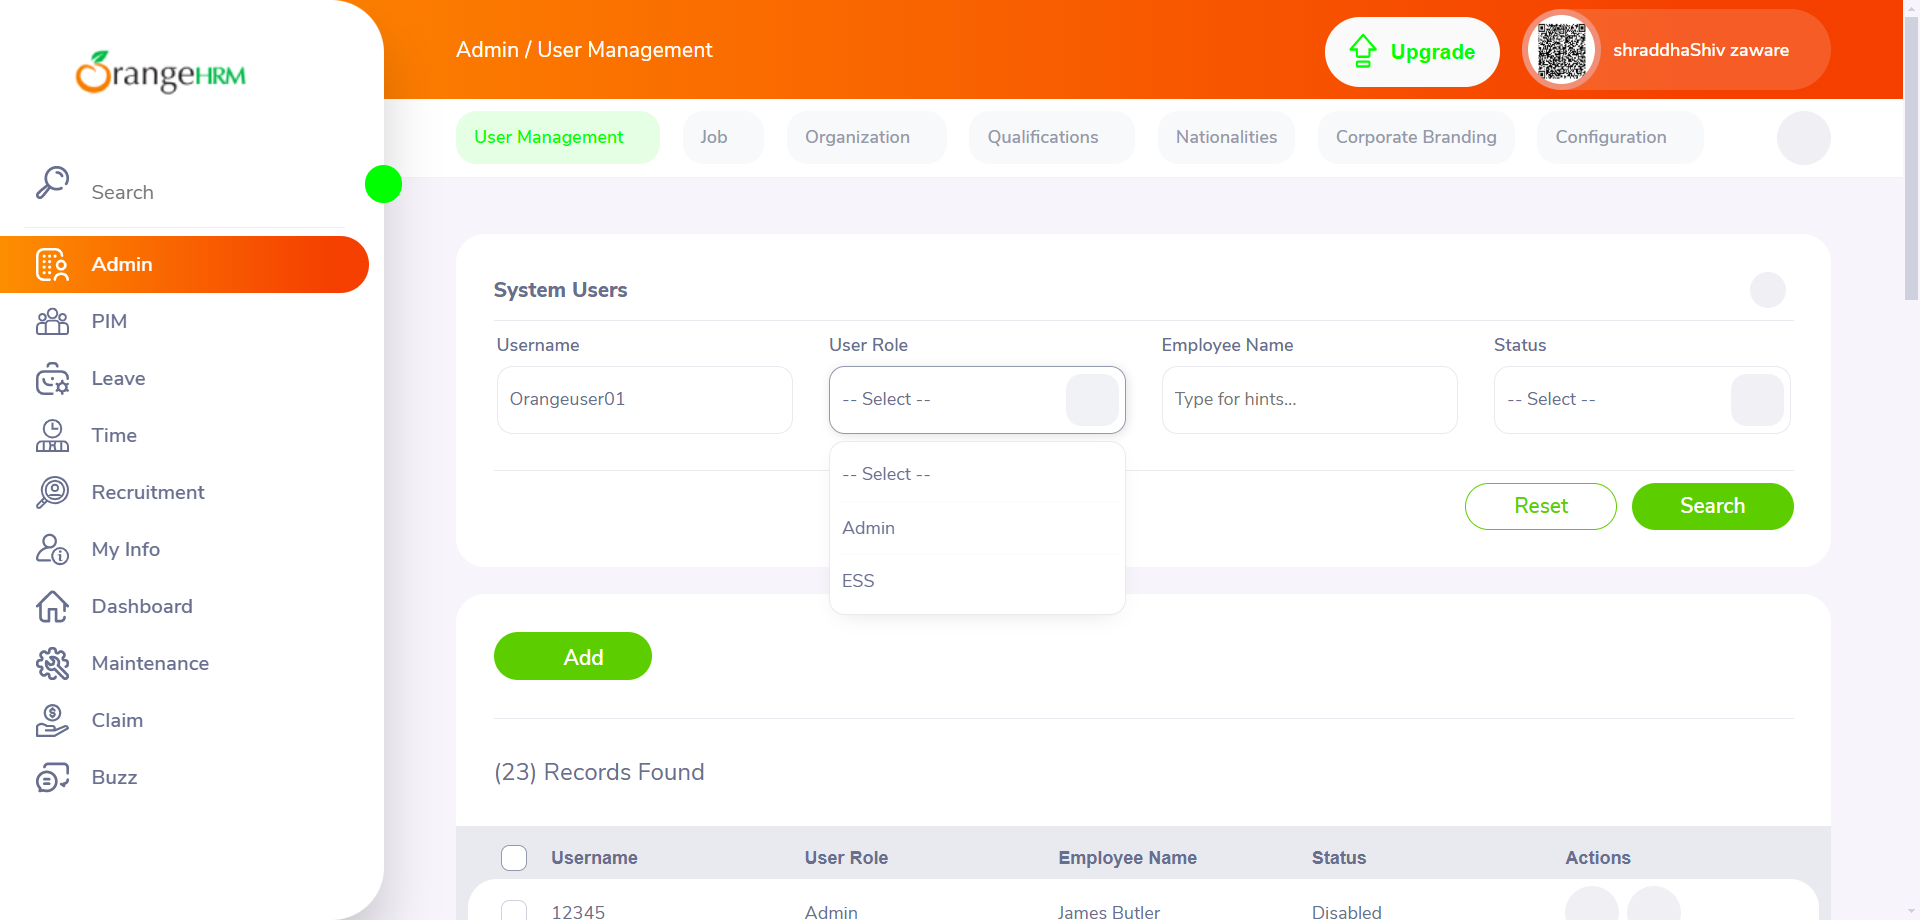 OrangeHRM
Admin / User Management
Upgrade
shraddhaShiv zaware
User Management
Job
Organization
Qualifications
Nationalities
Corporate Branding
Configuration
Search
Admin
PIM
Leave
Time
Recruitment
My Info
Dashboard
Maintenance
Claim
Buzz
System Users
Username
User Role
Employee Name
Status
Orangeuser01
-- Select --
Type for hints...
-- Select --
-- Select --
Admin
ESS
Reset
Search
Add
(23) Records Found
Username User Role Employee Name Status Actions
12345 Admin James Butler Disabled